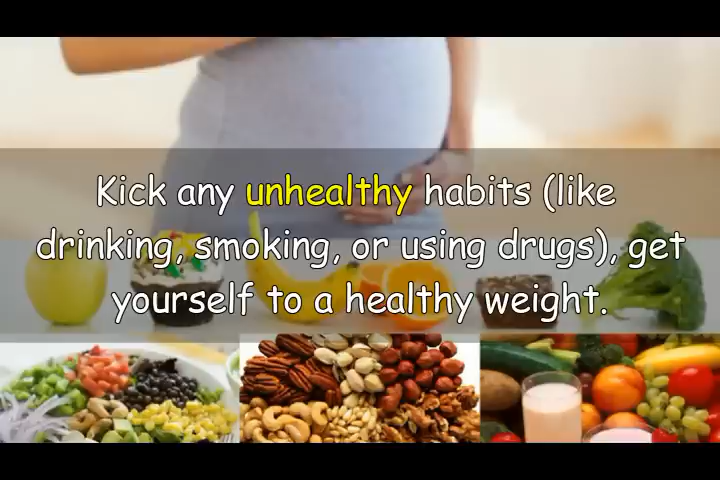 Kick any unhealthy habits (like
drinking, smoking, or using drugs), get
yourself to a healthy weight.